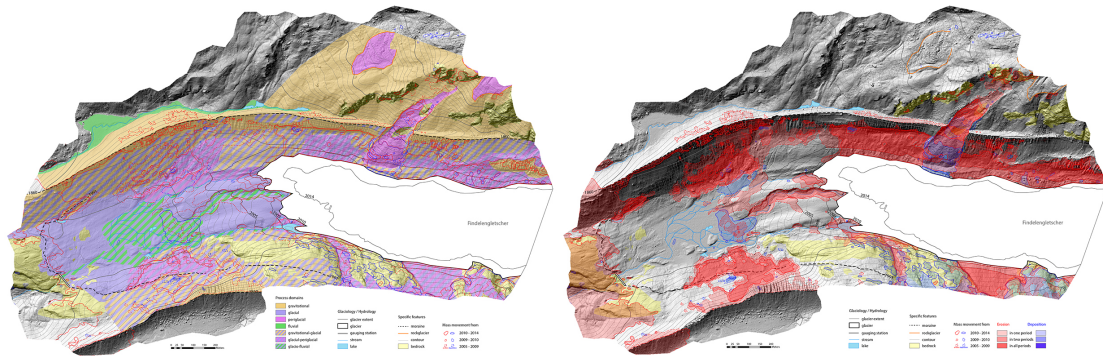 Findelengletscher
2014
Process domains
gravitational
glacial
periglacial
fluvial
gravitational-glacial
glacial-periglacial
glacio-fluvial
Glaciology / Hydrology
glacier extent
glacier
gauging station
stream
lake
Specific features
moraine
rockglacier
contour
bedrock
Mass movement from
2010 - 2014
2009 - 2010
2005 - 2009
Findelengletscher
2014
Glaciology / Hydrology
glacier extent
glacier
gauging station
stream
lake
Specific features
moraine
rockglacier
contour
bedrock
Mass movement from
2010 - 2014
2009 - 2010
2005 - 2009
Erosion
Deposition
in one period
in two periods
in all periods